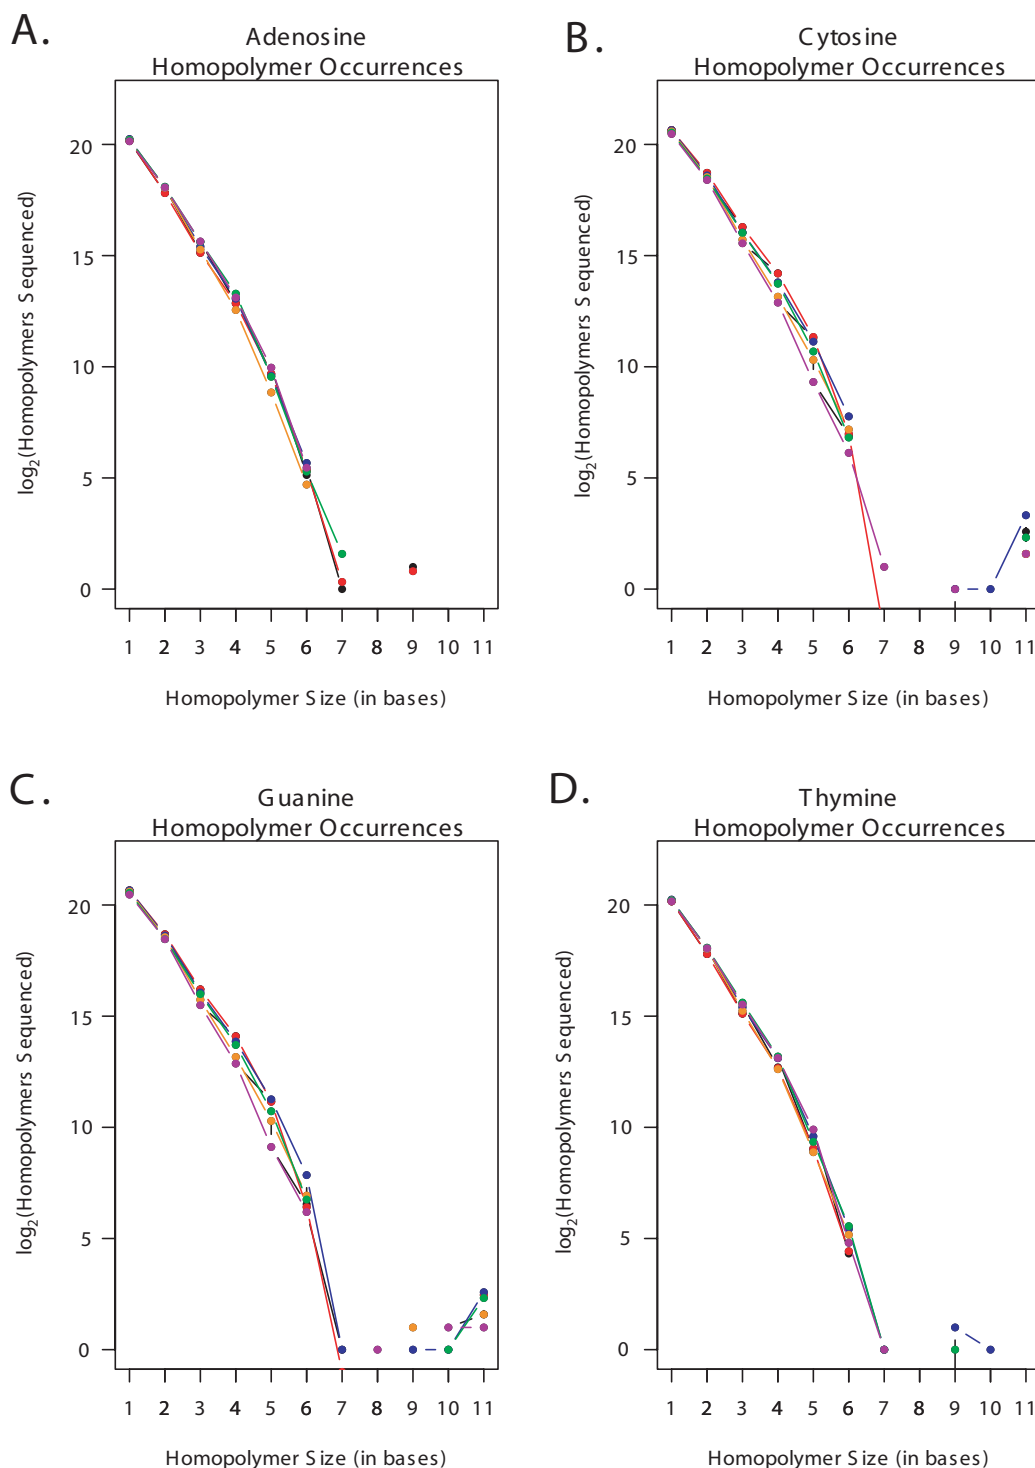 A.
Adenosine
Homopolymer Occurrences
log2(Homopolymers Sequenced)
20
15
10
5
0
1 2 3 4 5 6 7 8 9 10 11
Homopolymer Size (in bases)
B.
Cytosine
Homopolymer Occurrences
log2(Homopolymers Sequenced)
20
15
10
5
0
1 2 3 4 5 6 7 8 9 10 11
Homopolymer Size (in bases)
C.
Guanine
Homopolymer Occurrences
log2(Homopolymers Sequenced)
20
15
10
5
0
1 2 3 4 5 6 7 8 9 10 11
Homopolymer Size (in bases)
D.
Thymine
Homopolymer Occurrences
log2(Homopolymers Sequenced)
20
15
10
5
0
1 2 3 4 5 6 7 8 9 10 11
Homopolymer Size (in bases)